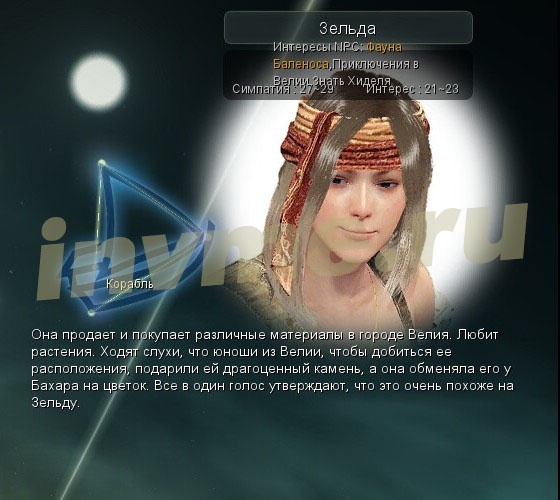 Зельда
Интересы NPC: Фауна
Баленоса,Приключения в
Велии,Знать Хиделя
Симпатия : 27~29 Интерес : 21~23
Корабль
Она продает и покупает различные материалы в городе Велия. Любит
растения. Ходят слухи, что юноши из Велии, чтобы добиться ее
расположения, подарили ей драгоценный камень, а она обменяла его у
Бахара на цветок. Все в один голос утверждают, что это очень похоже на
Зельду.